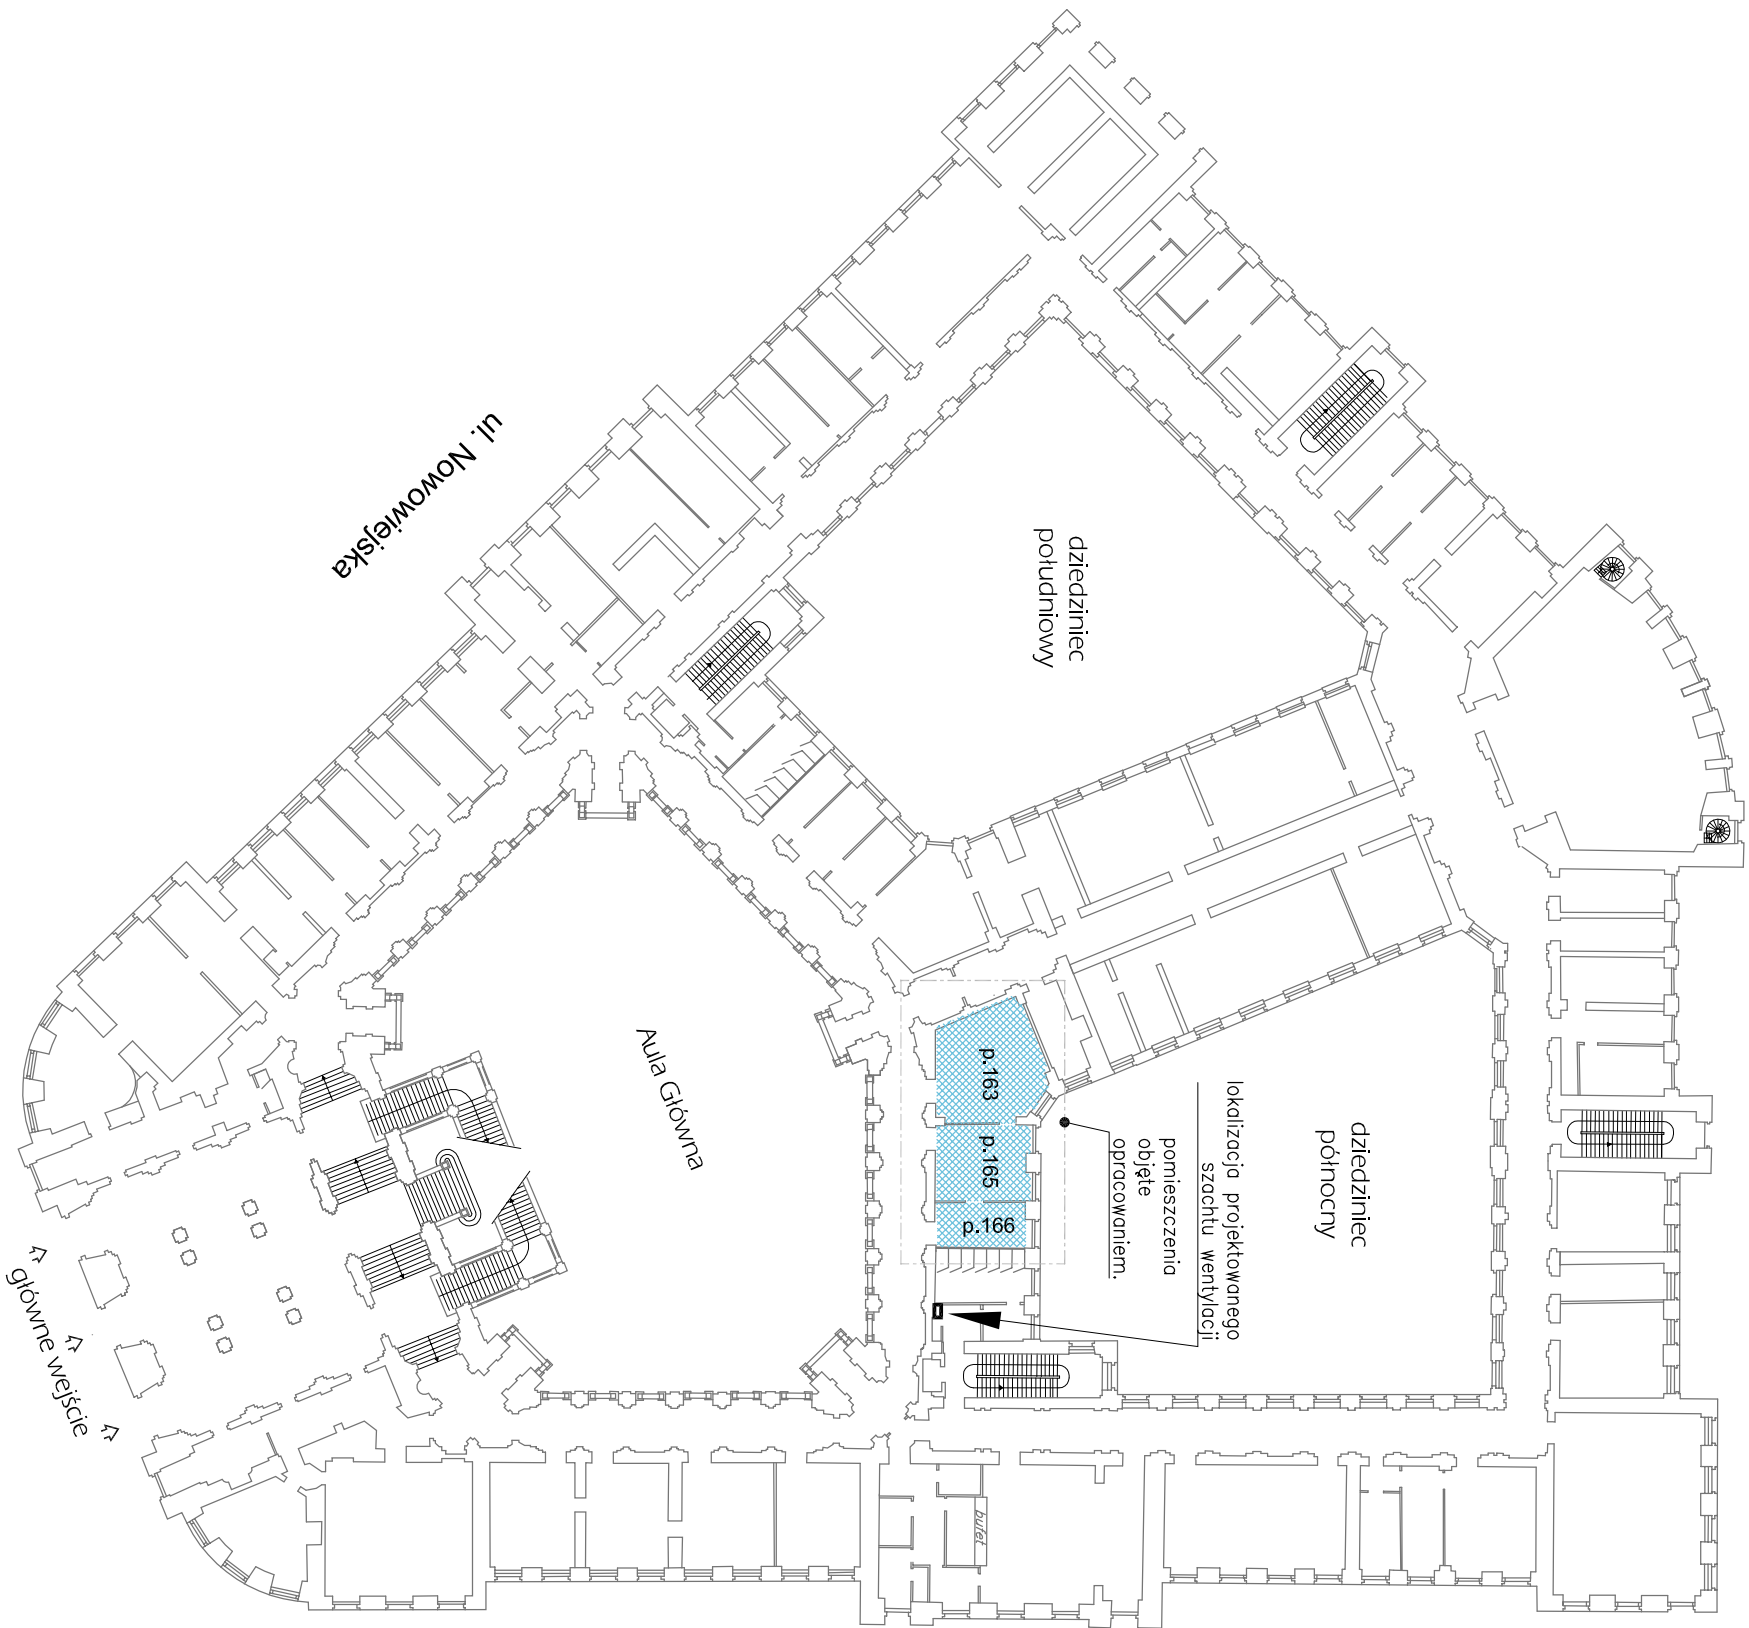 ul. Nowowiejska
dziedziniec
południowy
Aula Główna
p.163
p.165
p.166
lokalizacja projektowanego
szachtu wentylacji
pomieszczenia
objęte
opracowaniem.
dziedziniec
północny
główne wejście
bufet